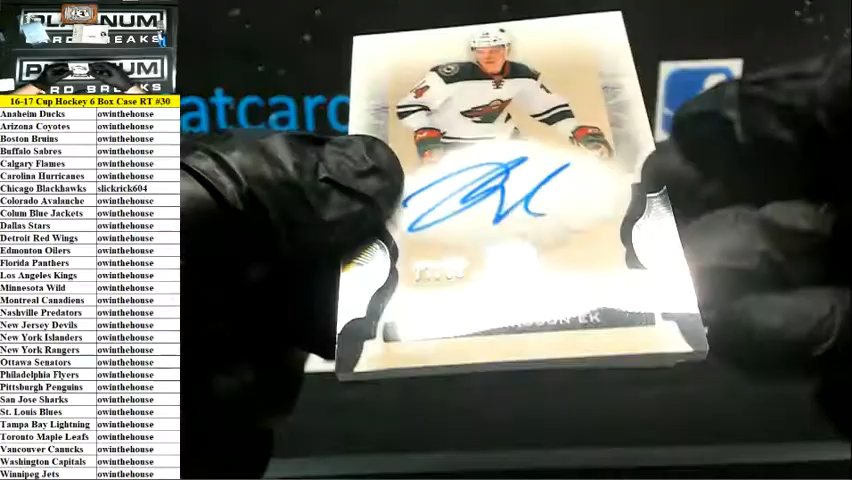 PLATINUM
ARD BREAKS
PLATINUM
ARD BREAKS
16-17 Cup Hockey 6 Box Case RT #30
Anaheim Ducks owinthehouse
Arizona Coyotes owinthehouse
Boston Bruins owinthehouse
Buffalo Sabres owinthehouse
Calgary Flames owinthehouse
Carolina Hurricanes owinthehouse
Chicago Blackhawks slickrick604
Colorado Avalanche owinthehouse
Colum Blue Jackets owinthehouse
Dallas Stars owinthehouse
Detroit Red Wings owinthehouse
Edmonton Oilers owinthehouse
Florida Panthers owinthehouse
Los Angeles Kings owinthehouse
Minnesota Wild owinthehouse
Montreal Canadiens owinthehouse
Nashville Predators owinthehouse
New Jersey Devils owinthehouse
New York Islanders owinthehouse
New York Rangers owinthehouse
Ottawa Senators owinthehouse
Philadelphia Flyers owinthehouse
Pittsburgh Penguins owinthehouse
San Jose Sharks owinthehouse
St. Louis Blues owinthehouse
Tampa Bay Lightning owinthehouse
Toronto Maple Leafs owinthehouse
Vancouver Canucks owinthehouse
Washington Capitals owinthehouse
Winnipeg Jets owinthehouse
atcard
EK